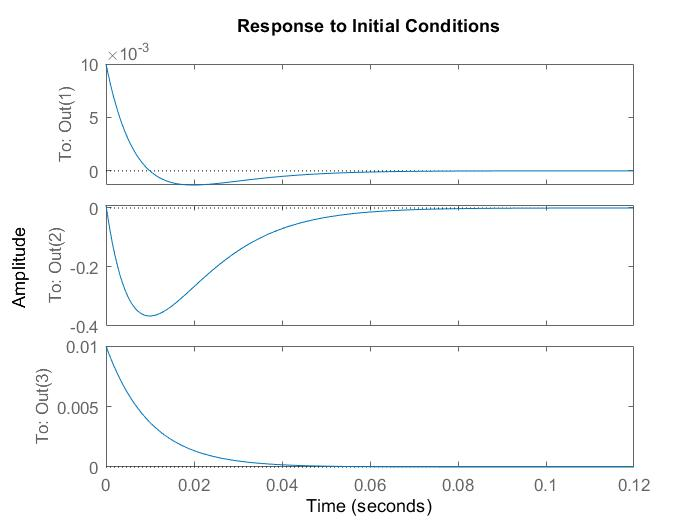 Response to Initial Conditions
×10-3
10
5
0
To: Out(1)
0
-0.2
-0.4
To: Out(2)
Amplitude
0.01
0.005
0
To: Out(3)
0 0.02 0.04 0.06 0.08 0.1 0.12
Time (seconds)